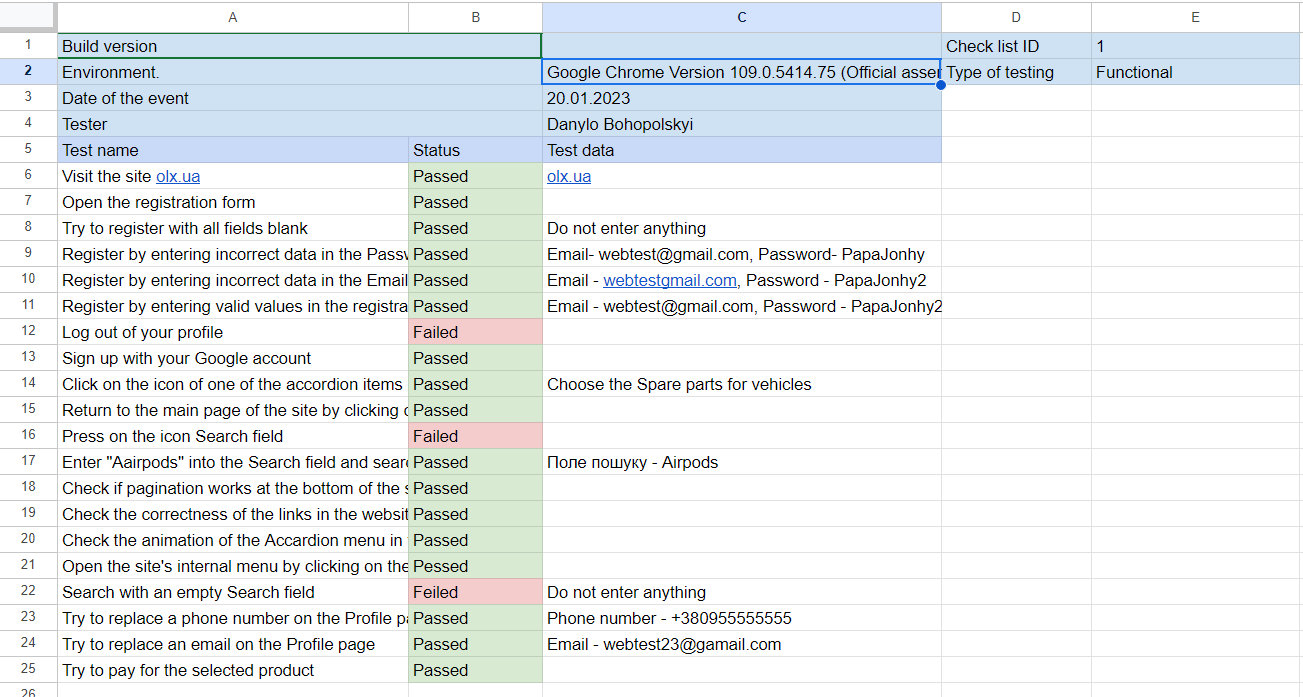 A B C D E
1 Build version Check list ID 1
2 Environment. Google Chrome Version 109.0.5414.75 (Official asser Type of testing Functional
3 Date of the event 20.01.2023
4 Tester Danylo Bohopolskyi
5 Test name Status Test data
6 Visit the site olx.ua Passed olx.ua
7 Open the registration form Passed
8 Try to register with all fields blank Passed Do not enter anything
9 Register by entering incorrect data in the Passw Passed Email- webtest@gmail.com, Password- PapaJonhy
10 Register by entering incorrect data in the Email Passed Email - webtestgmail.com, Password - PapaJonhy2
11 Register by entering valid values in the registra Passed Email - webtest@gmail.com, Password - PapaJonhy2
12 Log out of your profile Failed
13 Sign up with your Google account Passed
14 Click on the icon of one of the accordion items Passed Choose the Spare parts for vehicles
15 Return to the main page of the site by clicking o Passed
16 Press on the icon Search field Failed
17 Enter "Aairpods" into the Search field and sear Passed Поле пошуку - Airpods
18 Check if pagination works at the bottom of the s Passed
19 Check the correctness of the links in the websit Passed
20 Check the animation of the Accardion menu in Passed
21 Open the site's internal menu by clicking on the Pessed
22 Search with an empty Search field Feiled Do not enter anything
23 Try to replace a phone number on the Profile pa Passed Phone number - +380955555555
24 Try to replace an email on the Profile page Passed Email - webtest23@gamail.com
25 Try to pay for the selected product Passed
26